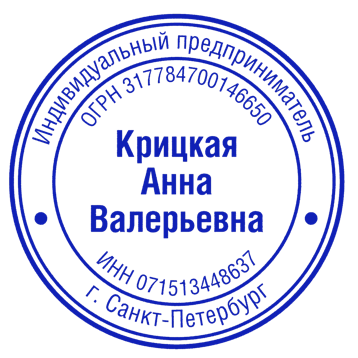 Индивидуальный предприниматель
ОГРН 317784700146650
Крицкая
Анна
Валерьевна
ИНН 071513448637
г. Санкт-Петербург